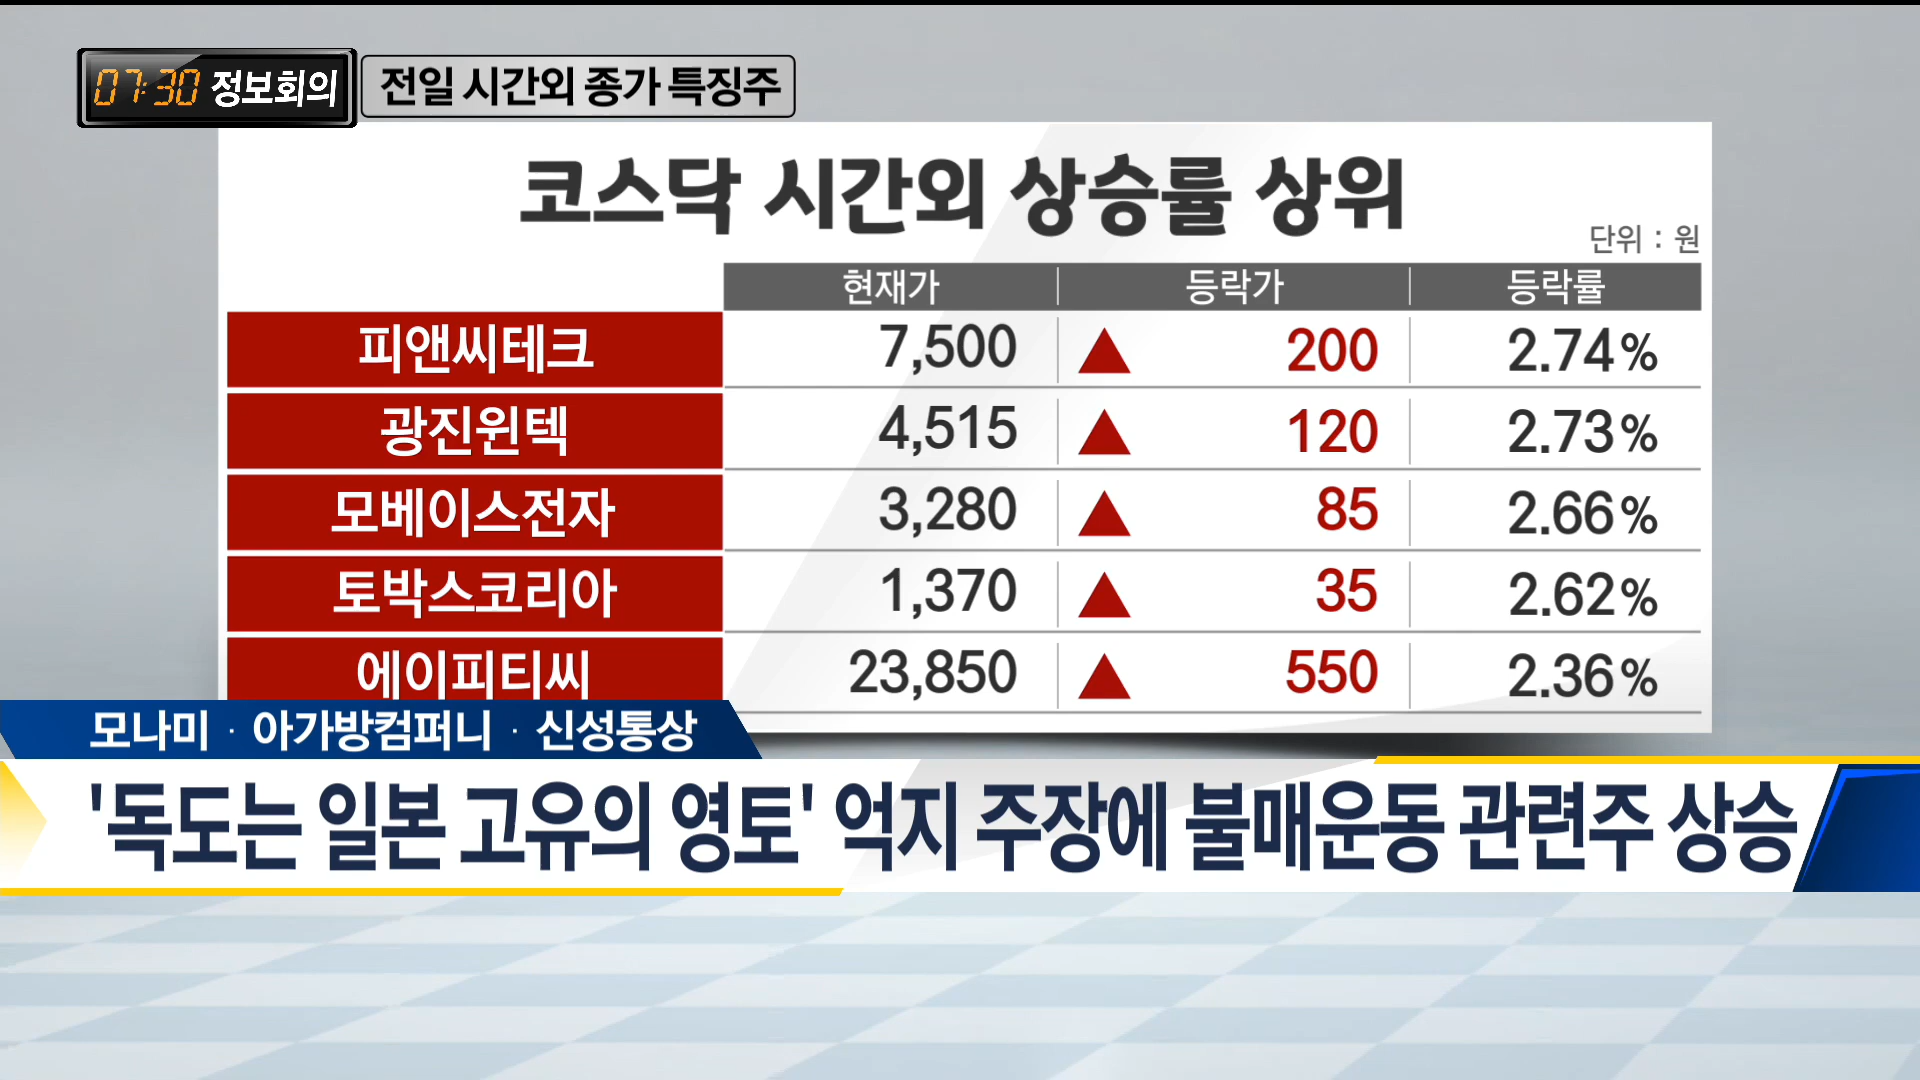 07:30 정보회의 전일 시간외 종가 특징주
코스닥 시간외 상승률 상위
단위 : 원
현재가 등락가 등락률
피앤씨테크 7,500 ▲ 200 2.74%
광진윈텍 4,515 ▲ 120 2.73%
모베이스전자 3,280 ▲ 85 2.66%
토박스코리아 1,370 ▲ 35 2.62%
에이피티씨 23,850 ▲ 550 2.36%
모나미 · 아가방컴퍼니 · 신성통상
'독도는 일본 고유의 영토' 억지 주장에 불매운동 관련주 상승